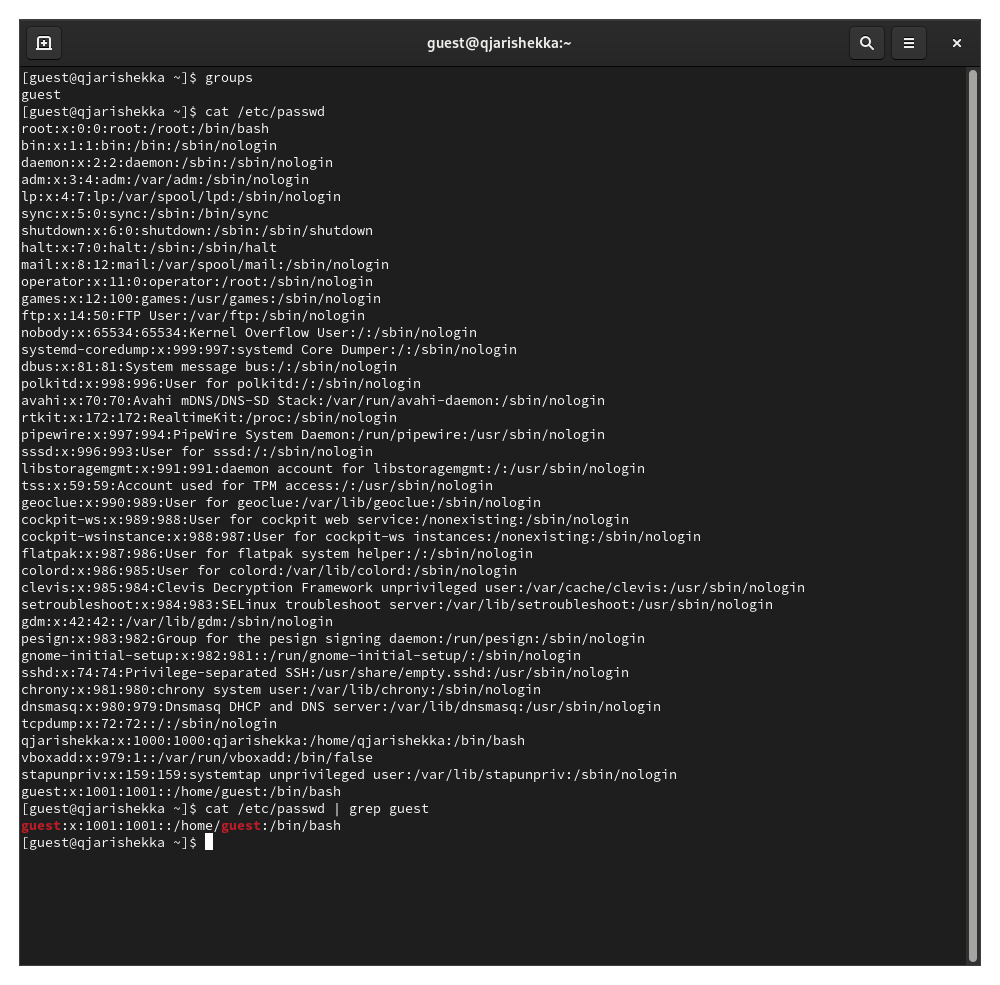 guest@qjarishekka:~
[guest@qjarishekka ~]$ groups
guest
[guest@qjarishekka ~]$ cat /etc/passwd
root:x:0:0:root:/root:/bin/bash
bin:x:1:1:bin:/bin:/sbin/nologin
daemon:x:2:2:daemon:/sbin:/sbin/nologin
adm:x:3:4:adm:/var/adm:/sbin/nologin
lp:x:4:7:lp:/var/spool/lpd:/sbin/nologin
sync:x:5:0:sync:/sbin:/bin/sync
shutdown:x:6:0:shutdown:/sbin:/sbin/shutdown
halt:x:7:0:halt:/sbin:/sbin/halt
mail:x:8:12:mail:/var/spool/mail:/sbin/nologin
operator:x:11:0:operator:/root:/sbin/nologin
games:x:12:100:games:/usr/games:/sbin/nologin
ftp:x:14:50:FTP User:/var/ftp:/sbin/nologin
nobody:x:65534:65534:Kernel Overflow User:/:/sbin/nologin
systemd-coredump:x:999:997:systemd Core Dumper:/:/sbin/nologin
dbus:x:81:81:System message bus:/:/sbin/nologin
polkitd:x:998:996:User for polkitd:/:/sbin/nologin
avahi:x:70:70:Avahi mDNS/DNS-SD Stack:/var/run/avahi-daemon:/sbin/nologin
rtkit:x:172:172:RealtimeKit:/proc:/sbin/nologin
pipewire:x:997:994:PipeWire System Daemon:/run/pipewire:/usr/sbin/nologin
sssd:x:996:993:User for sssd:/:/sbin/nologin
libstoragemgmt:x:991:991:daemon account for libstoragemgmt:/:/usr/sbin/nologin
tss:x:59:59:Account used for TPM access:/:/usr/sbin/nologin
geoclue:x:990:989:User for geoclue:/var/lib/geoclue:/sbin/nologin
cockpit-ws:x:989:988:User for cockpit web service:/nonexisting:/sbin/nologin
cockpit-wsinstance:x:988:987:User for cockpit-ws instances:/nonexisting:/sbin/nologin
flatpak:x:987:986:User for flatpak system helper:/:/sbin/nologin
colord:x:986:985:User for colord:/var/lib/colord:/sbin/nologin
clevis:x:985:984:Clevis Decryption Framework unprivileged user:/var/cache/clevis:/usr/sbin/nologin
setroubleshoot:x:984:983:SELinux troubleshoot server:/var/lib/setroubleshoot:/usr/sbin/nologin
gdm:x:42:42::/var/lib/gdm:/sbin/nologin
pesign:x:983:982:Group for the pesign signing daemon:/run/pesign:/sbin/nologin
gnome-initial-setup:x:982:981::/run/gnome-initial-setup/:/sbin/nologin
sshd:x:74:74:Privilege-separated SSH:/usr/share/empty.sshd:/usr/sbin/nologin
chrony:x:981:980:chrony system user:/var/lib/chrony:/sbin/nologin
dnsmasq:x:980:979:Dnsmasq DHCP and DNS server:/var/lib/dnsmasq:/usr/sbin/nologin
tcpdump:x:72:72::/:/sbin/nologin
qjarishekka:x:1000:1000:qjarishekka:/home/qjarishekka:/bin/bash
vboxadd:x:979:1::/var/run/vboxadd:/bin/false
stapunpriv:x:159:159:systemtap unprivileged user:/var/lib/stapunpriv:/sbin/nologin
guest:x:1001:1001::/home/guest:/bin/bash
[guest@qjarishekka ~]$ cat /etc/passwd | grep guest
guest:x:1001:1001::/home/guest:/bin/bash
[guest@qjarishekka ~]$